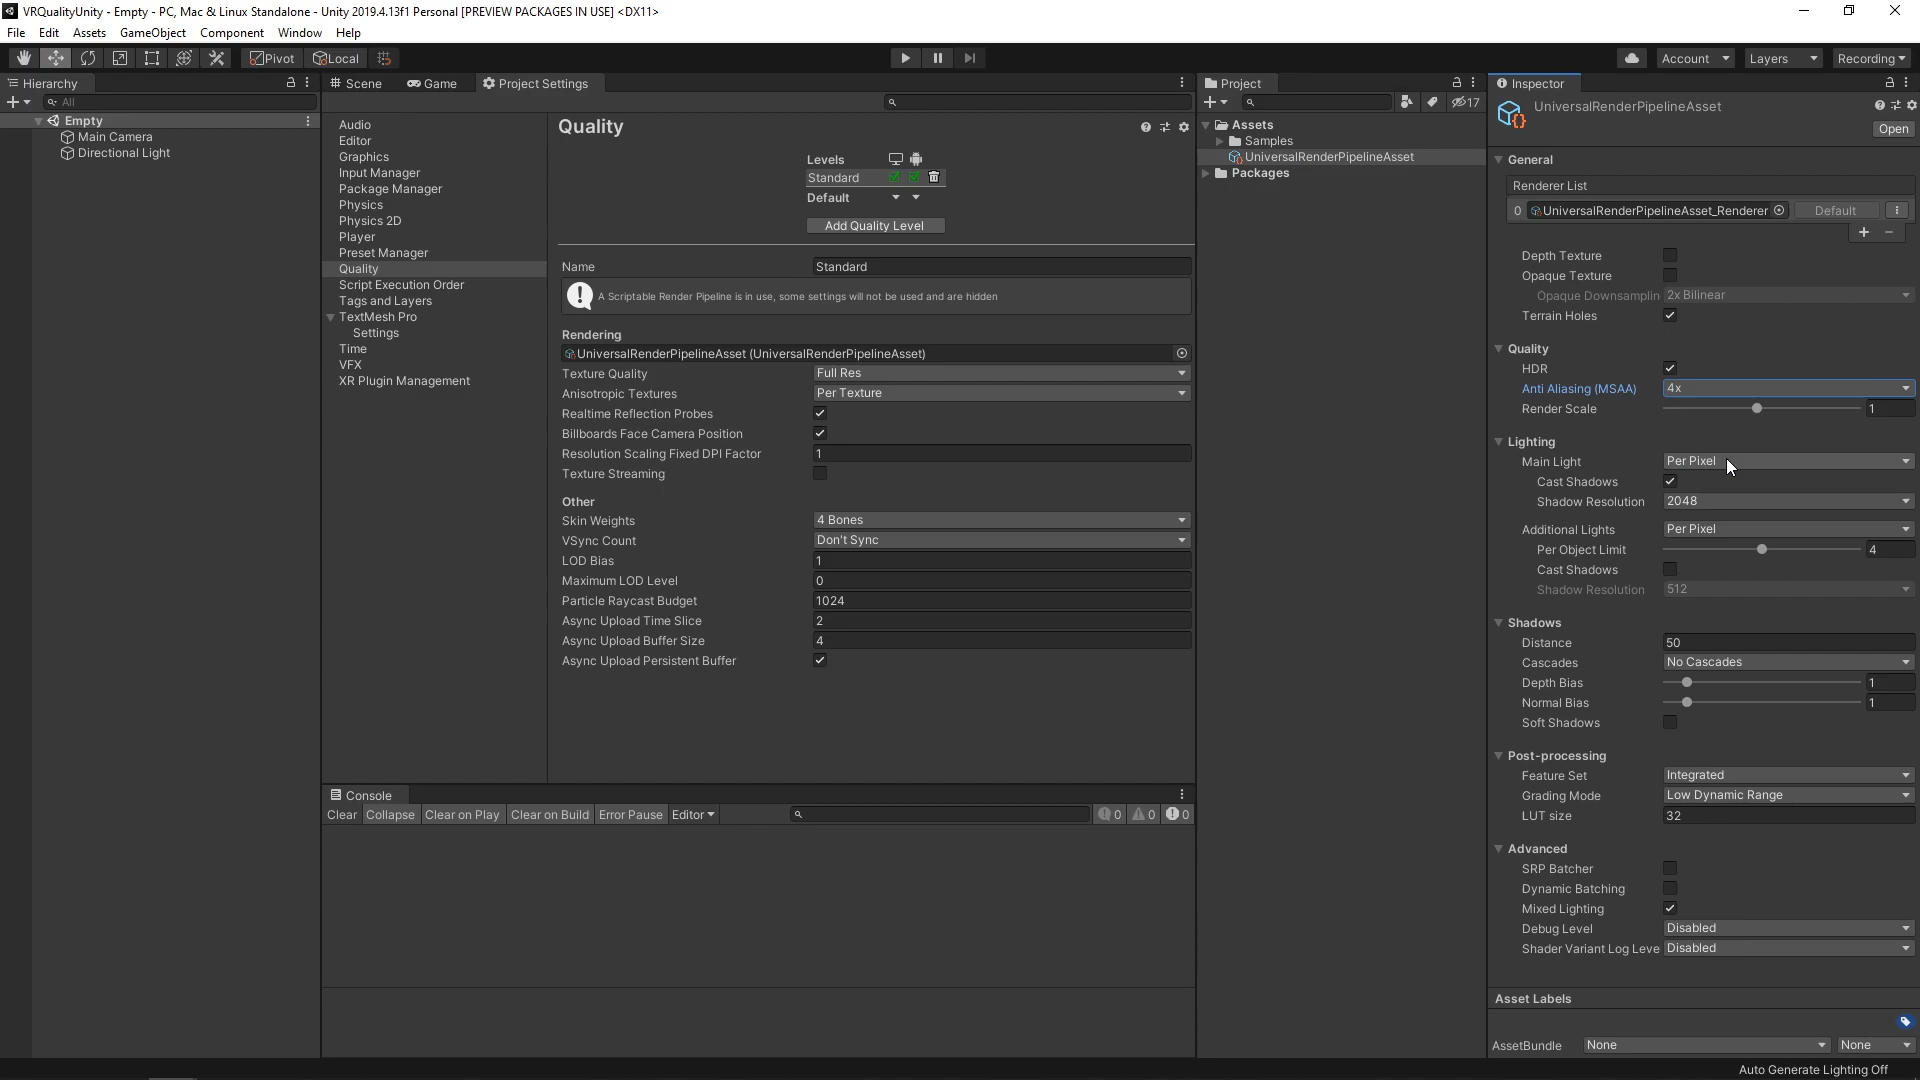 VRQualityUnity - Empty - PC, Mac & Linux Standalone - Unity 2019.4.13f1 Personal [PREVIEW PACKAGES IN USE] <DX11>
File Edit Assets GameObject Component Window Help
Pivot Local Account Layers Recording
Hierarchy
All
Empty
Main Camera
Directional Light
Scene Game Project Settings
Audio
Editor
Graphics
Input Manager
Package Manager
Physics
Physics 2D
Player
Preset Manager
Quality
Script Execution Order
Tags and Layers
TextMesh Pro
Settings
Time
VFX
XR Plugin Management
Quality
Levels
Standard
Default
Add Quality Level
Name Standard
A Scriptable Render Pipeline is in use, some settings will not be used and are hidden
Rendering
UniversalRenderPipelineAsset (UniversalRenderPipelineAsset)
Texture Quality Full Res
Anisotropic Textures Per Texture
Realtime Reflection Probes
Billboards Face Camera Position
Resolution Scaling Fixed DPI Factor 1
Texture Streaming
Other
Skin Weights 4 Bones
VSync Count Don't Sync
LOD Bias 1
Maximum LOD Level 0
Particle Raycast Budget 1024
Async Upload Time Slice 2
Async Upload Buffer Size 4
Async Upload Persistent Buffer
Console
Clear Collapse Clear on Play Clear on Build Error Pause Editor 0 0 0
Project
17
Assets
Samples
UniversalRenderPipelineAsset
Packages
Inspector
UniversalRenderPipelineAsset
Open
General
Renderer List
0 UniversalRenderPipelineAsset_Renderer Default
Depth Texture
Opaque Texture
Opaque Downsamplin 2x Bilinear
Terrain Holes
Quality
HDR
Anti Aliasing (MSAA) 4x
Render Scale 1
Lighting
Main Light Per Pixel
Cast Shadows
Shadow Resolution 2048
Additional Lights Per Pixel
Per Object Limit 4
Cast Shadows
Shadow Resolution 512
Shadows
Distance 50
Cascades No Cascades
Depth Bias 1
Normal Bias 1
Soft Shadows
Post-processing
Feature Set Integrated
Grading Mode Low Dynamic Range
LUT size 32
Advanced
SRP Batcher
Dynamic Batching
Mixed Lighting
Debug Level Disabled
Shader Variant Log Leve Disabled
Asset Labels
AssetBundle None None
Auto Generate Lighting Off